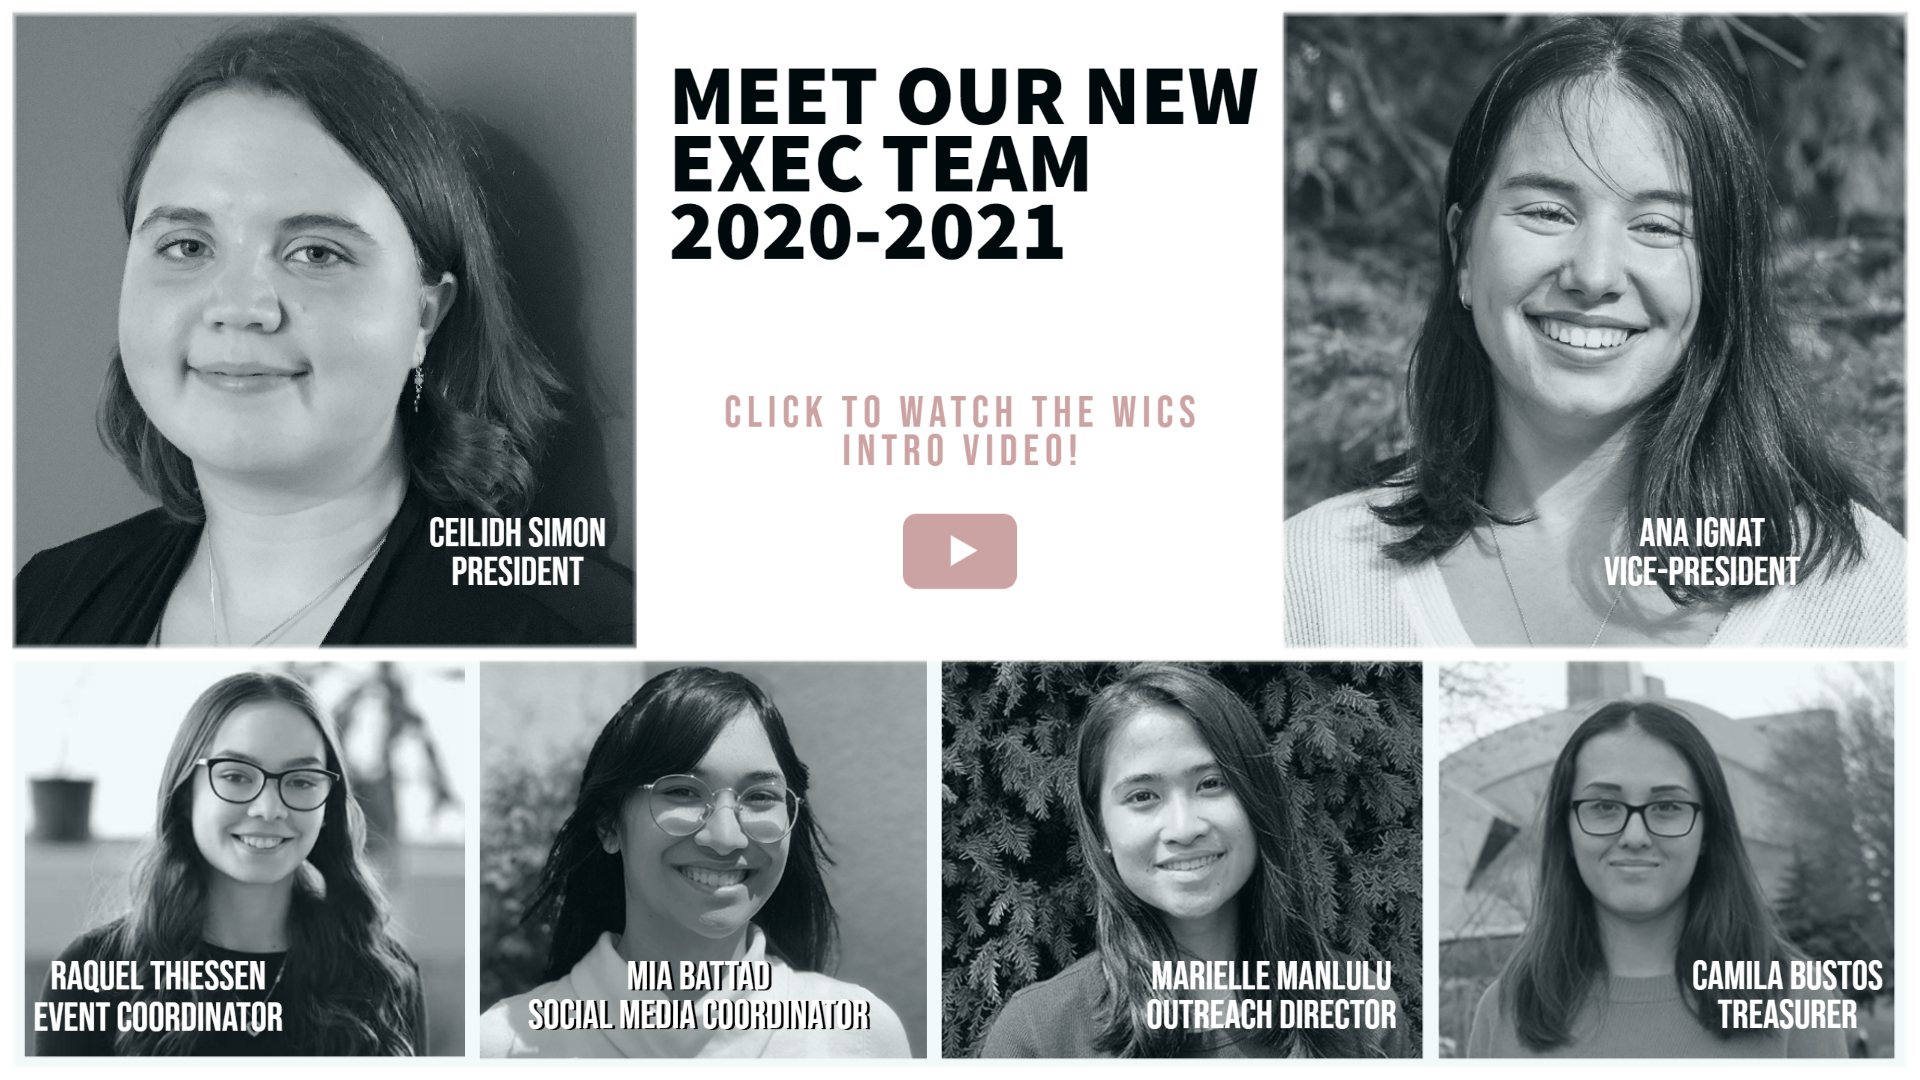 MEET OUR NEW
EXEC TEAM
2020-2021
CLICK TO WATCH THE WICS
INTRO VIDEO!
CEILIDH SIMON
PRESIDENT
ANA IGNAT
VICE-PRESIDENT
RAQUEL THIESSEN
EVENT COORDINATOR
MIA BATTAD
SOCIAL MEDIA COORDINATOR
MARIELLE MANLULU
OUTREACH DIRECTOR
CAMILA BUSTOS
TREASURER